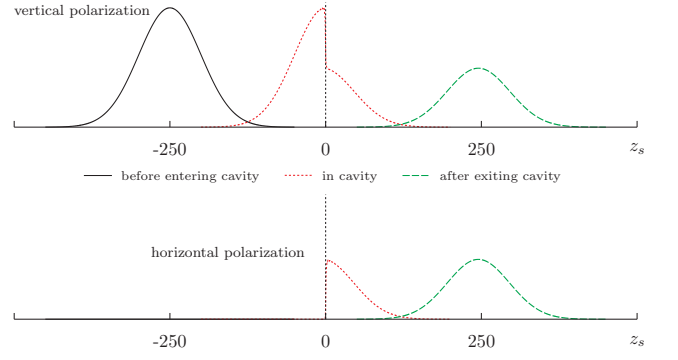 vertical polarization
-250 0 250 z_s
before entering cavity in cavity after exiting cavity
horizontal polarization
-250 0 250 z_s